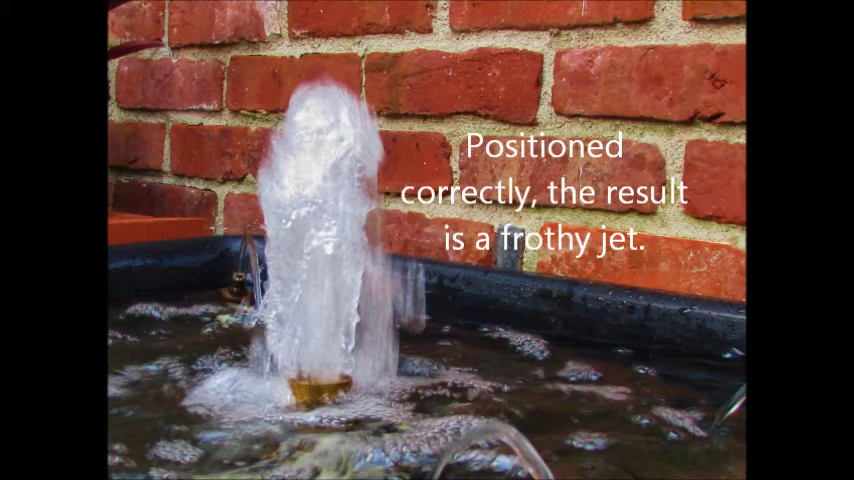 Positioned
correctly, the result
is a frothy jet.